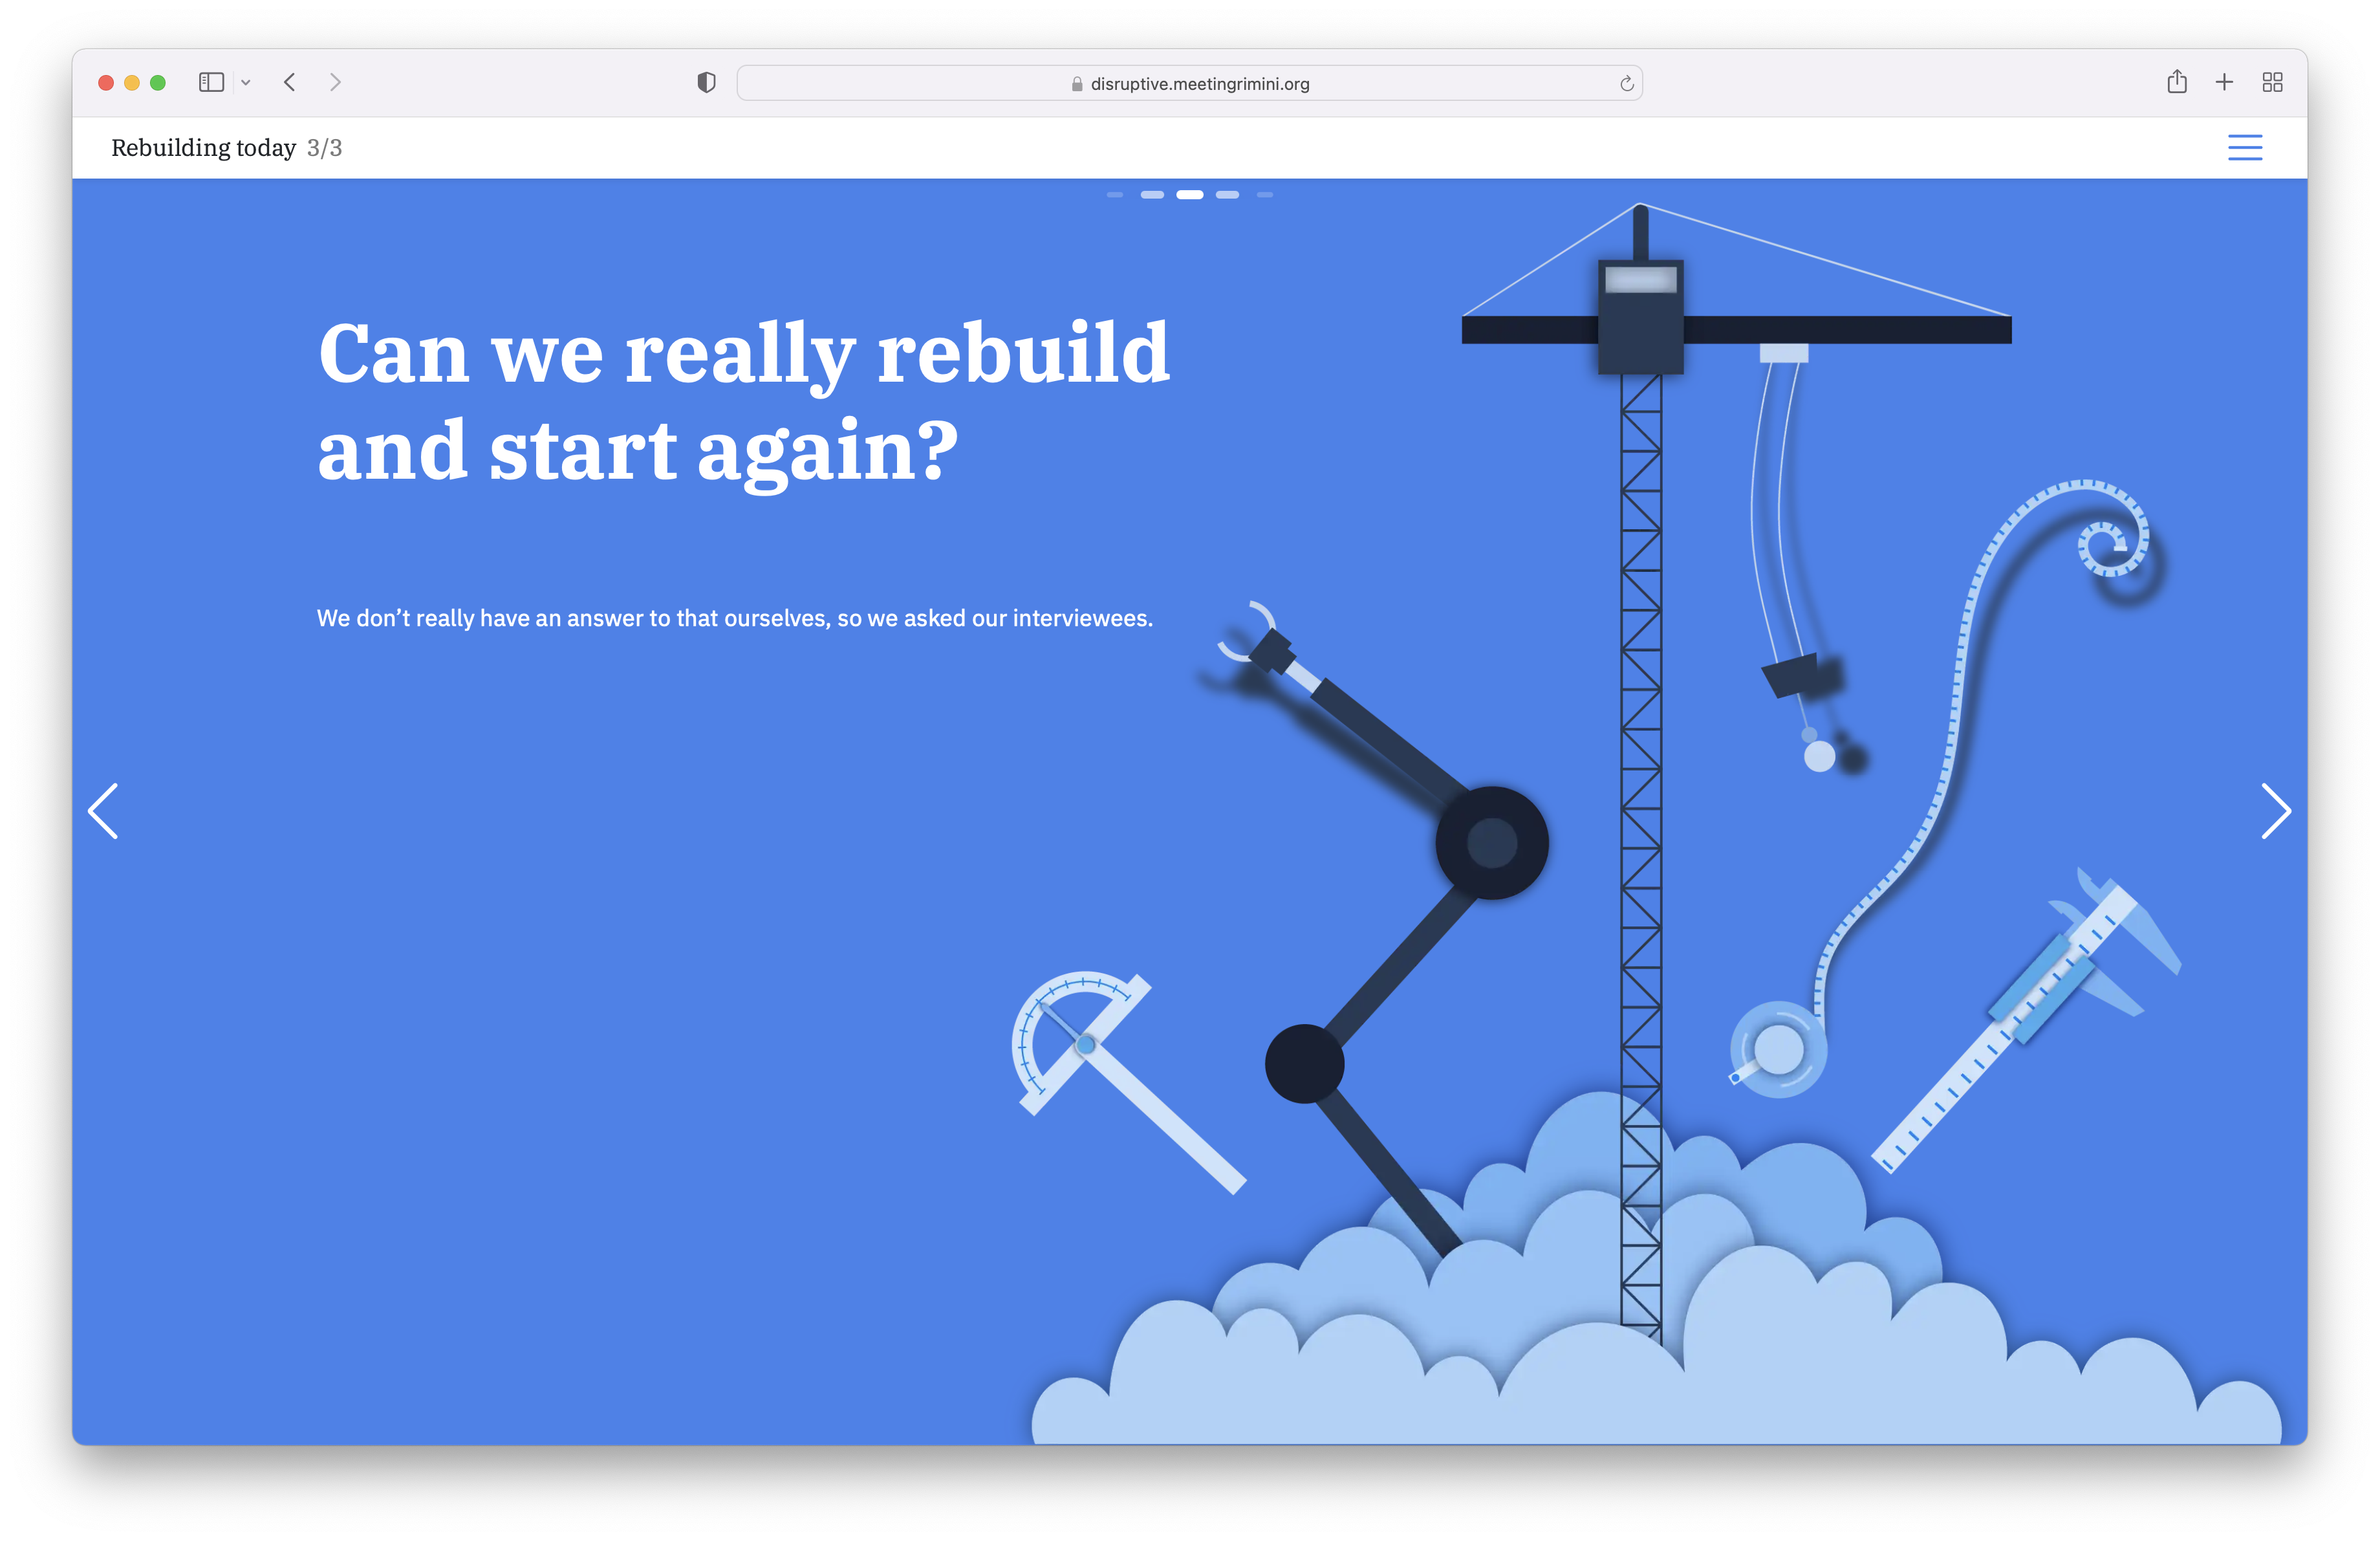 disruptive.meetingrimini.org
Rebuilding today 3/3
Can we really rebuild
and start again?
We don’t really have an answer to that ourselves, so we asked our interviewees.